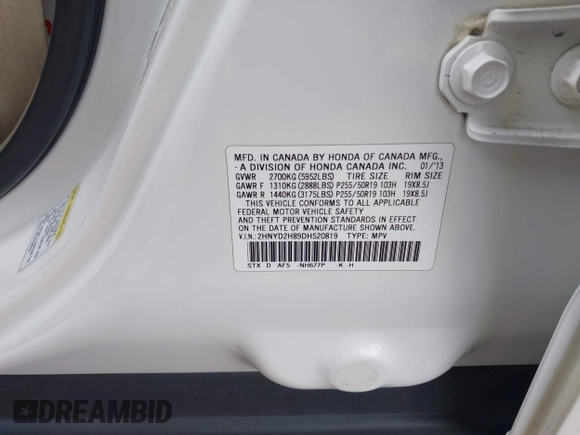 MFD. IN CANADA BY HONDA OF CANADA MFG.,
- A DIVISION OF HONDA CANADA INC. 01/'13
GVWR 2700KG (5952LBS) TIRE SIZE RIM SIZE
GAWR F 1310KG (2888LBS) P255/50R19 103H 19X8.5J
GAWR R 1440KG (3175LBS) P255/50R19 103H 19X8.5J
THIS VEHICLE CONFORMS TO ALL APPLICABLE
FEDERAL MOTOR VEHICLE SAFETY
AND THEFT PREVENTION STANDARDS IN EFFECT
ON THE DATE OF MANUFACTURE SHOWN ABOVE.
V.I.N.: 2HNYD2H89DH520819 TYPE: MPV
STX D AF5 -NH677P -K -H
DREAMBID